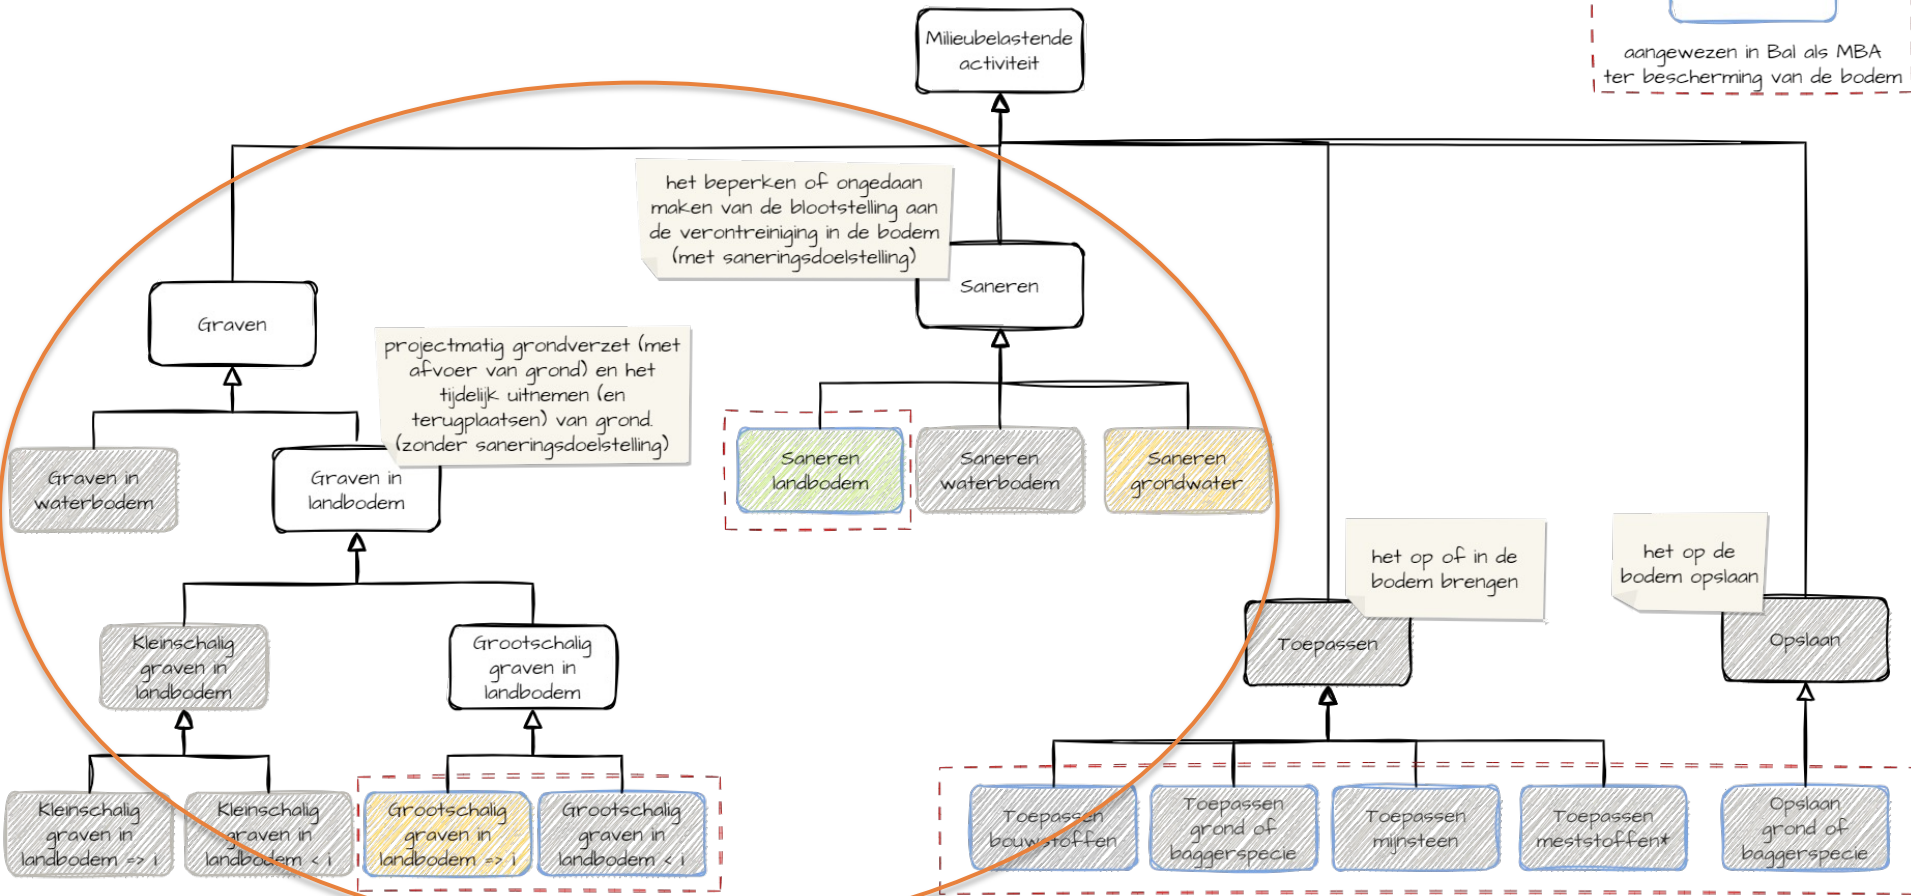 Milieubelastende
activiteit
aangewezen in Bal als MBA
ter bescherming van de bodem
het beperken of ongedaan
maken van de blootstelling aan
de verontreiniging in de bodem
(met saneringsdoelstelling)
Saneren
Graven
projectmatig grondverzet (met
afvoer van grond) en het
tijdelijk uitnemen (en
terugplaatsen) van grond.
(zonder saneringsdoelstelling)
Graven in
waterbodem
Graven in
landbodem
Saneren
landbodem
Saneren
waterbodem
Saneren
grondwater
het op of in de
bodem brengen
het op de
bodem opslaan
Kleinschalig
graven in
landbodem
Grootschalig
graven in
landbodem
Toepassen
Opslaan
Kleinschalig
graven in
landbodem => i
Kleinschalig
graven in
landbodem < i
Grootschalig
graven in
landbodem => i
Grootschalig
graven in
landbodem < i
Toepassen
bouwstoffen
Toepassen
grond of
baggerspecie
Toepassen
mijnsteen
Toepassen
meststoffen*
Opslaan
grond of
baggerspecie